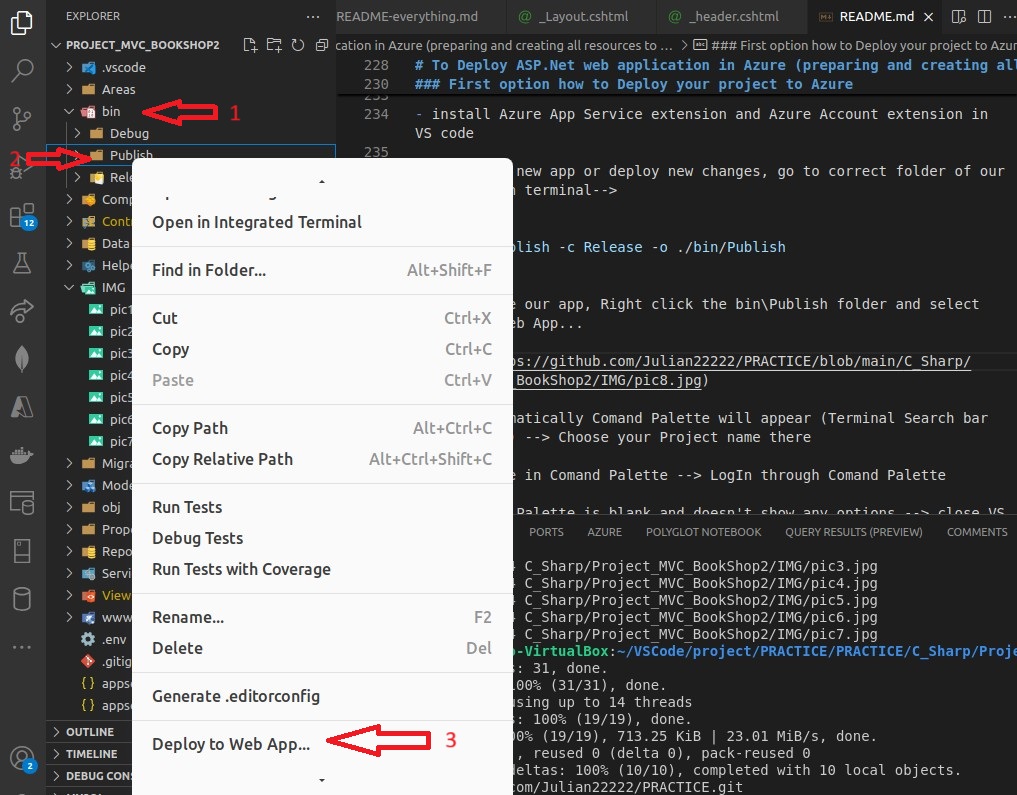 EXPLORER
README-everything.md
_Layout.cshtml
_header.cshtml
README.md
PROJECT_MVC_BOOKSHOP2
cation in Azure (preparing and creating all resources to ... > ### First option how to Deploy your project to Azur
.vscode
Areas
bin
1
Debug
2
Publish
Rele
Comp
Contr
Data
Helpe
IMG
pic1
pic2
pic3
pic4
pic5
pic6
pic7
Migra
Mode
obj
Prope
Repo
Servi
View
www
.env
.gitig
appse
appse
OUTLINE
TIMELINE
DEBUG CON
12
2
228 # To Deploy ASP.Net web application in Azure (preparing and creating al
230 ### First option how to Deploy your project to Azure
234 - install Azure App Service extension and Azure Account extension in
VS code
235
new app or deploy new changes, go to correct folder of our
terminal-->
blish -c Release -o ./bin/Publish
e our app, Right click the bin\Publish folder and select
eb App...
ps://github.com/Julian22222/PRACTICE/blob/main/C_Sharp/
_BookShop2/IMG/pic8.jpg)
matically Comand Palette will appear (Terminal Search bar
) --> Choose your Project name there
e in Comand Palette --> LogIn through Comand Palette
Palette is blank and doesn't show any options --> close VS
Open in Integrated Terminal
Find in Folder... Alt+Shift+F
Cut Ctrl+X
Copy Ctrl+C
Paste Ctrl+V
Copy Path Alt+Ctrl+C
Copy Relative Path Alt+Ctrl+Shift+C
Run Tests
Debug Tests
Run Tests with Coverage
Rename... F2
Delete Del
Generate .editorconfig
Deploy to Web App...
3
PORTS AZURE POLYGLOT NOTEBOOK QUERY RESULTS (PREVIEW) COMMENTS
4 C_Sharp/Project_MVC_BookShop2/IMG/pic3.jpg
4 C_Sharp/Project_MVC_BookShop2/IMG/pic4.jpg
4 C_Sharp/Project_MVC_BookShop2/IMG/pic5.jpg
4 C_Sharp/Project_MVC_BookShop2/IMG/pic6.jpg
4 C_Sharp/Project_MVC_BookShop2/IMG/pic7.jpg
o-VirtualBox:~/VSCode/project/PRACTICE/PRACTICE/C_Sharp/Proje
s: 31, done.
100% (31/31), done.
using up to 14 threads
s: 100% (19/19), done.
00% (19/19), 713.25 KiB | 23.01 MiB/s, done.
, reused 0 (delta 0), pack-reused 0
deltas: 100% (10/10), completed with 10 local objects.
com/Julian22222/PRACTICE.git